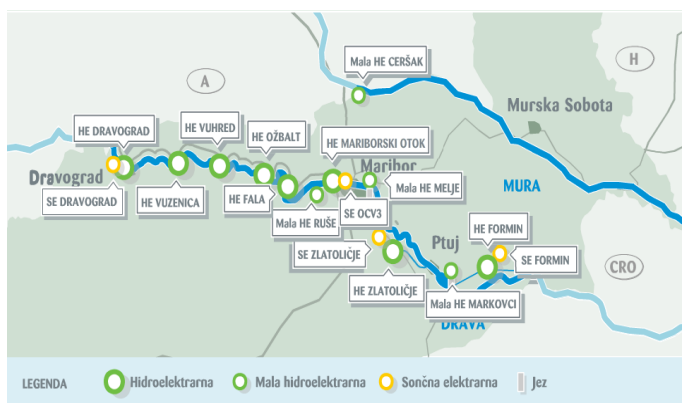 Mala HE CERŠAK
A
H
Murska Sobota
HE DRAVOGRAD
HE VUHRED
HE OŽBALT
HE MARIBORSKI OTOK
Maribor
Dravograd
MURA
Mala HE MELJE
SE DRAVOGRAD
HE VUZENICA
HE FALA
Mala HE RUŠE
SE OCV3
HE FORMIN
Ptuj
SE ZLATOLIČJE
SE FORMIN
CRO
HE ZLATOLIČJE
Mala HE MARKOVCI
DRAVA
LEGENDA
Hidroelektrarna
Mala hidroelektrarna
Sončna elektrarna
Jez